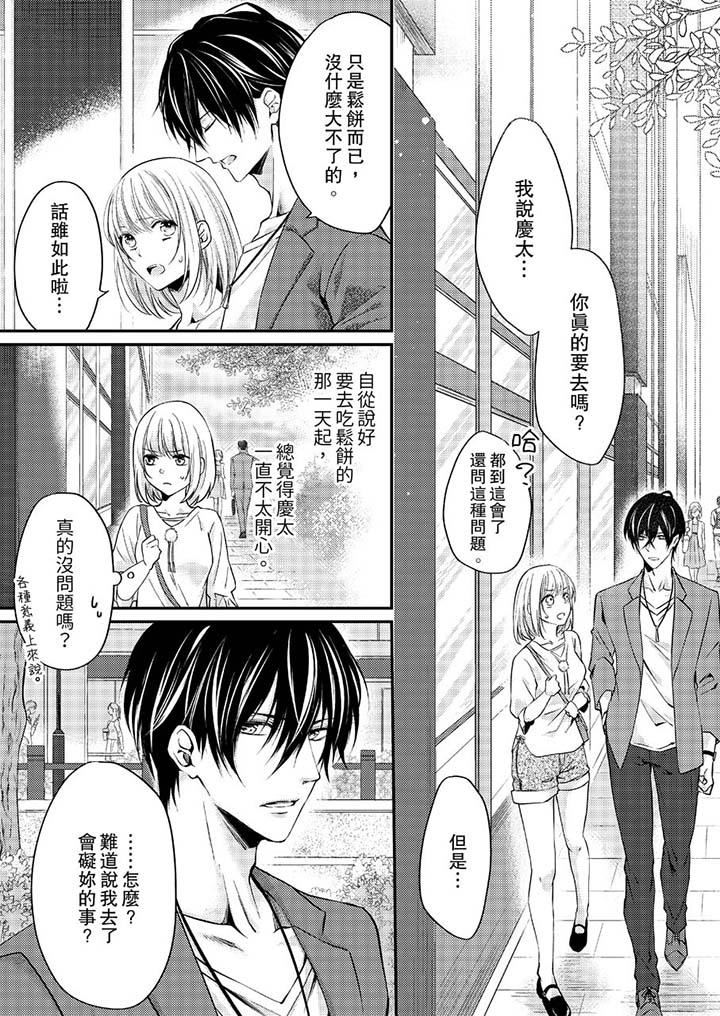 我說慶太…
你真的要去嗎？
哈？
都到這會了
還問這種問題。
但是…
只是鬆餅而已，
沒什麼大不了的。
話雖如此啦…
自從說好
要去吃鬆餅的
那一天起，
總覺得慶太
一直不太開心。
真的沒問題嗎？
各種意義上來說。
……怎麼？
難道說我去了
會礙妳的事？